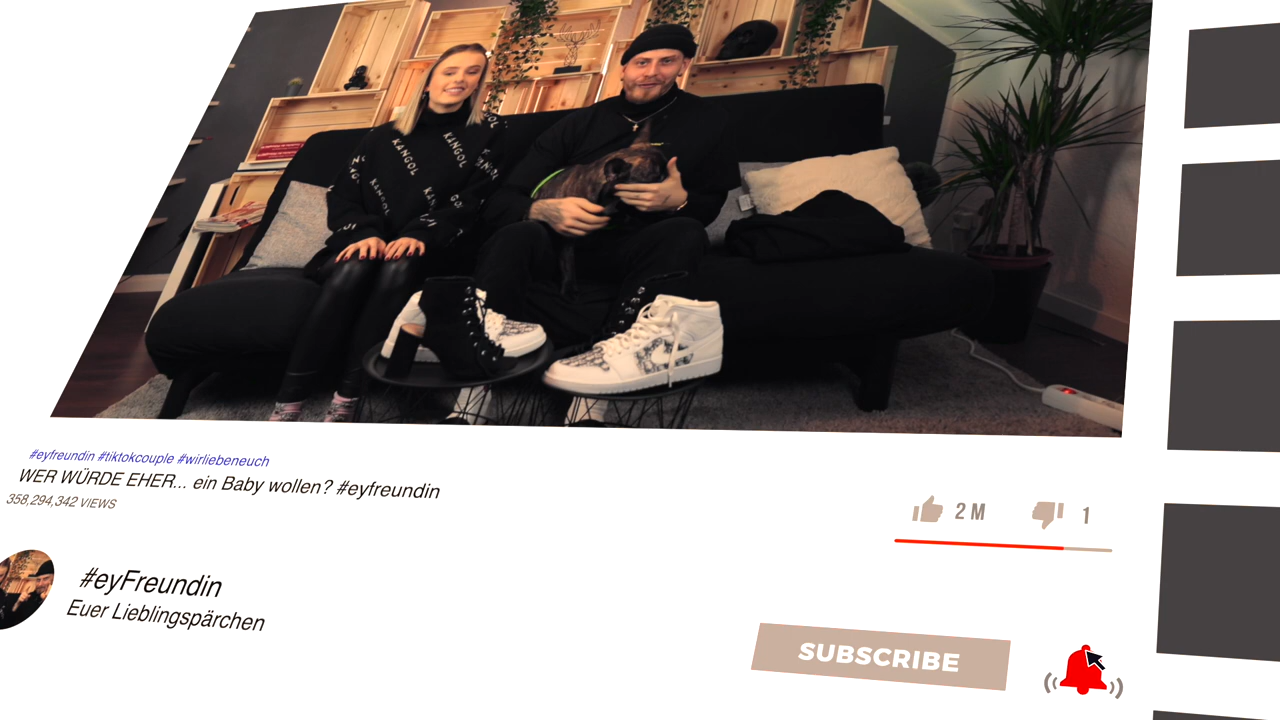 KANGOL
KANGOL
KANGOL
#eyfreundin #tiktokcouple #wirliebeneuch
WER WÜRDE EHER... ein Baby wollen? #eyfreundin
358,294,342 VIEWS
2 M
1
#eyFreundin
Euer Lieblingspärchen
SUBSCRIBE